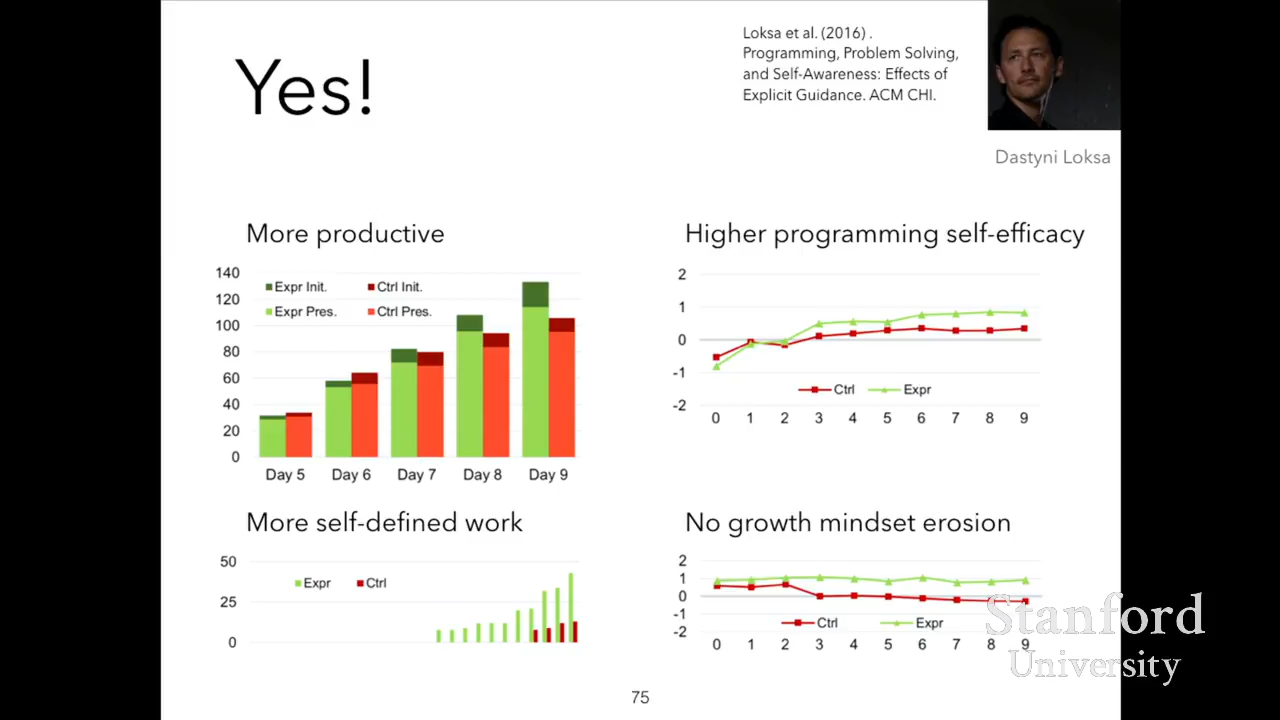 Yes!
Loksa et al. (2016) .
Programming, Problem Solving,
and Self-Awareness: Effects of
Explicit Guidance. ACM CHI.
Dastyni Loksa
More productive
140
120
100
80
60
40
20
0
Expr Init. Ctrl Init.
Expr Pres. Ctrl Pres.
Day 5 Day 6 Day 7 Day 8 Day 9
Higher programming self-efficacy
2
1
0
-1
-2
Ctrl Expr
0 1 2 3 4 5 6 7 8 9
More self-defined work
50
25
0
Expr Ctrl
No growth mindset erosion
2
1
0
-1
-2
Ctrl Expr
0 1 2 3 4 5 6 7 8 9
Stanford
University
75